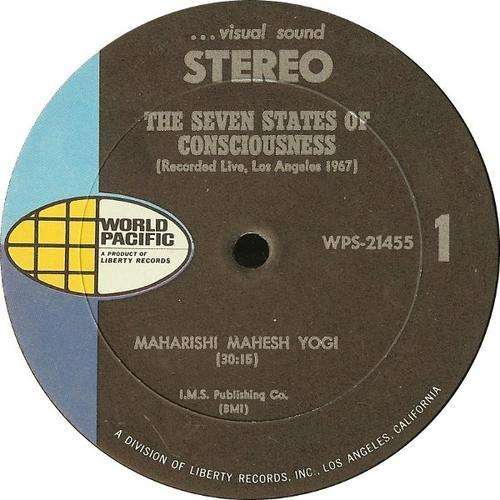 ...visual sound
STEREO
THE SEVEN STATES OF
CONSCIOUSNESS
(Recorded Live, Los Angeles 1967)
WORLD
PACIFIC
A PRODUCT OF
LIBERTY RECORDS
WPS-21455
1
MAHARISHI MAHESH YOGI
(30:15)
I.M.S. Publishing Co.
(BMI)
A DIVISION OF LIBERTY RECORDS, INC., LOS ANGELES, CALIFORNIA